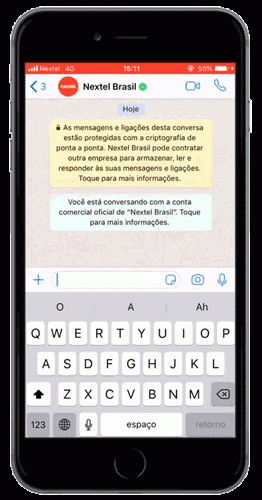 Nextel 4G 15:11 98%
3 nextel Nextel Brasil
Hoje
As mensagens e ligações desta conversa
estão protegidas com a criptografia de
ponta a ponta. Nextel Brasil pode contratar
outra empresa para armazenar, ler e
responder às suas mensagens e ligações.
Toque para mais informações.
Você está conversando com a conta
comercial oficial de "Nextel Brasil". Toque
para mais informações.
O A Ah
Q W E R T Y U I O P
A S D F G H J K L
Z X C V B N M
123 espaço retorno